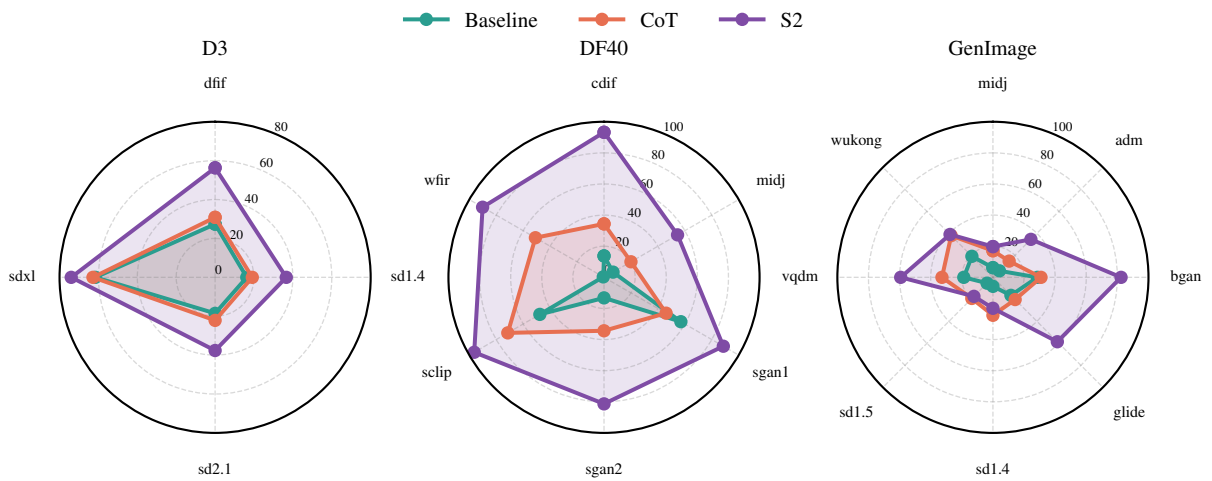 Baseline CoT S2
D3 DF40 GenImage
dfif
80
60
40
20
0
sdxl
sd2.1
cdif
100
80
60
40
20
midj
wfir
sd1.4
sclip
sgan1
sgan2
midj
100
80
60
40
20
wukong
adm
vqdm
bgan
sd1.5
glide
sd1.4